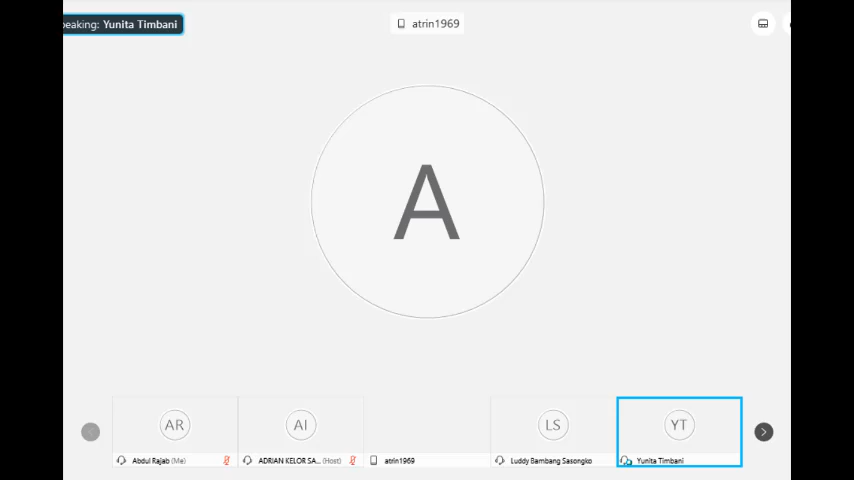 peaking: Yunita Timbani
atrin1969
A
AR
AI
LS
YT
Abdul Rajab (Me)
ADRIAN KELOR SA... (Host)
atrin1969
Luddy Bambang Sasongko
Yunita Timbani